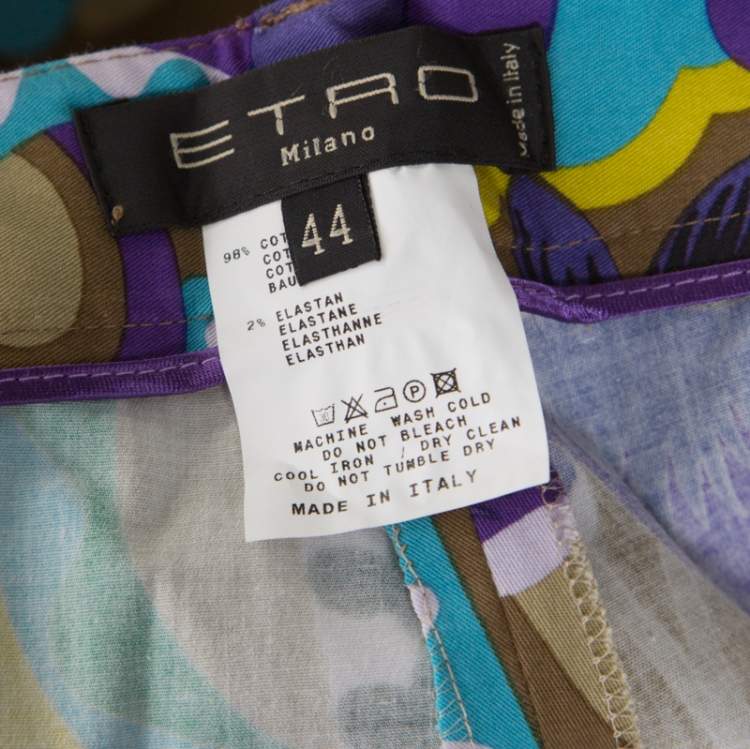 ETRO
Milano
Made in Italy
44
98% COT
COT
COT
BAU
2% ELASTAN
ELASTANE
ELASTHANNE
ELASTHAN
P
MACHINE WASH COLD
DO NOT BLEACH
COOL IRON / DRY CLEAN
DO NOT TUMBLE DRY
MADE IN ITALY